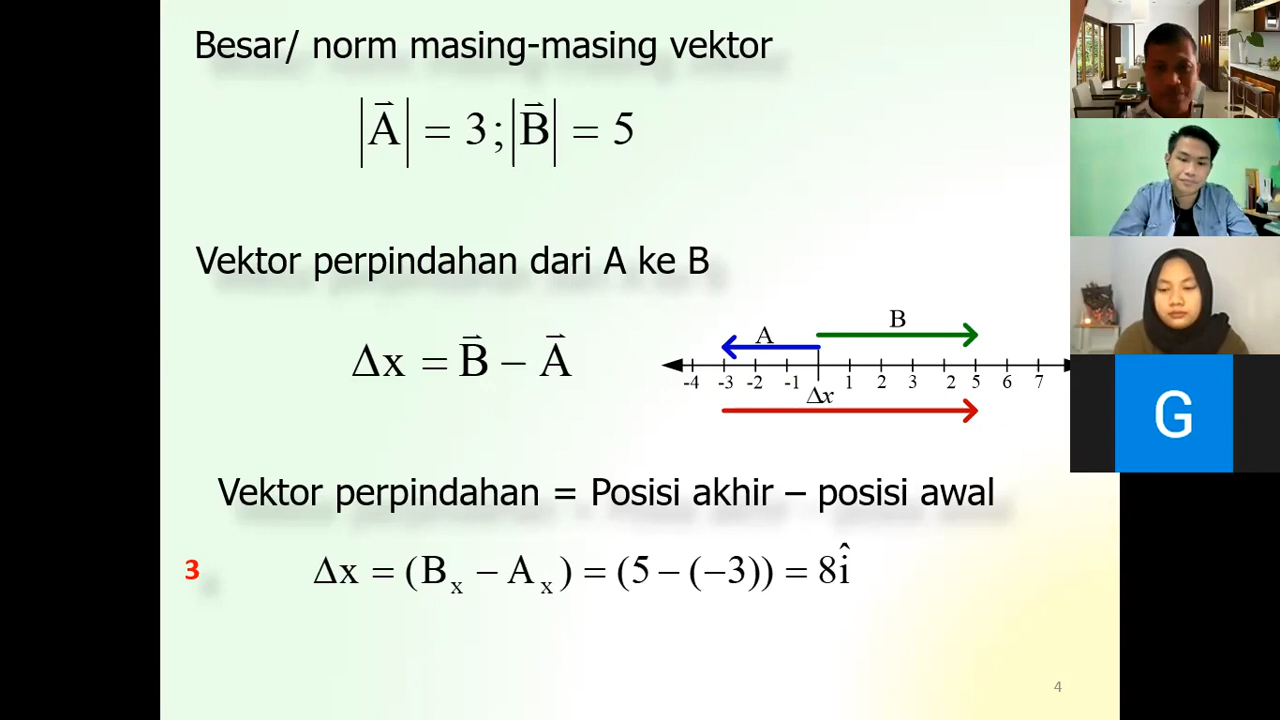 Besar/ norm masing-masing vektor
|A⃗| = 3; |B⃗| = 5
Vektor perpindahan dari A ke B
Δx = B⃗ − A⃗
B
A
-4 -3 -2 -1 1 2 3 2 5 6 7
Δx
Vektor perpindahan = Posisi akhir – posisi awal
3
Δx = (Bₓ − Aₓ) = (5 − (−3)) = 8î
4
G